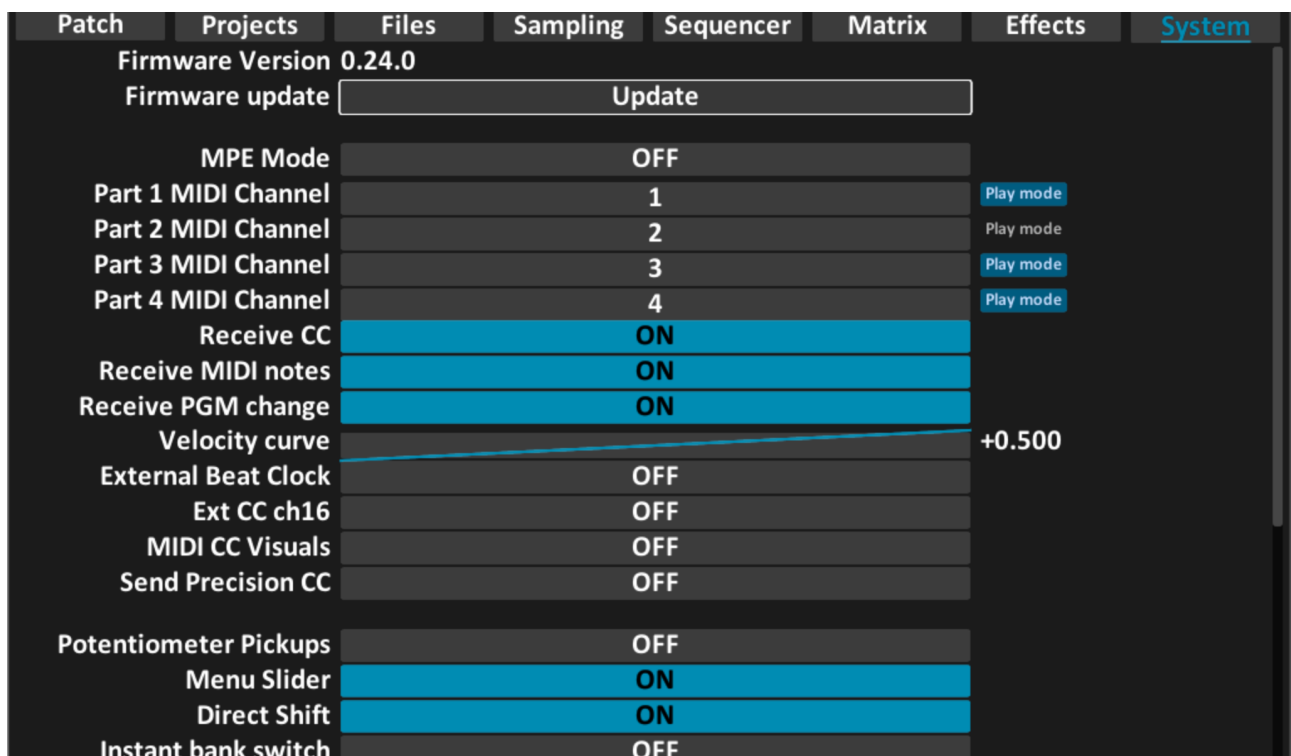 Patch Projects Files Sampling Sequencer Matrix Effects System
Firmware Version 0.24.0
Firmware update Update
MPE Mode OFF
Part 1 MIDI Channel 1 Play mode
Part 2 MIDI Channel 2 Play mode
Part 3 MIDI Channel 3 Play mode
Part 4 MIDI Channel 4 Play mode
Receive CC ON
Receive MIDI notes ON
Receive PGM change ON
Velocity curve +0.500
External Beat Clock OFF
Ext CC ch16 OFF
MIDI CC Visuals OFF
Send Precision CC OFF
Potentiometer Pickups OFF
Menu Slider ON
Direct Shift ON
Instant bank switch OFF